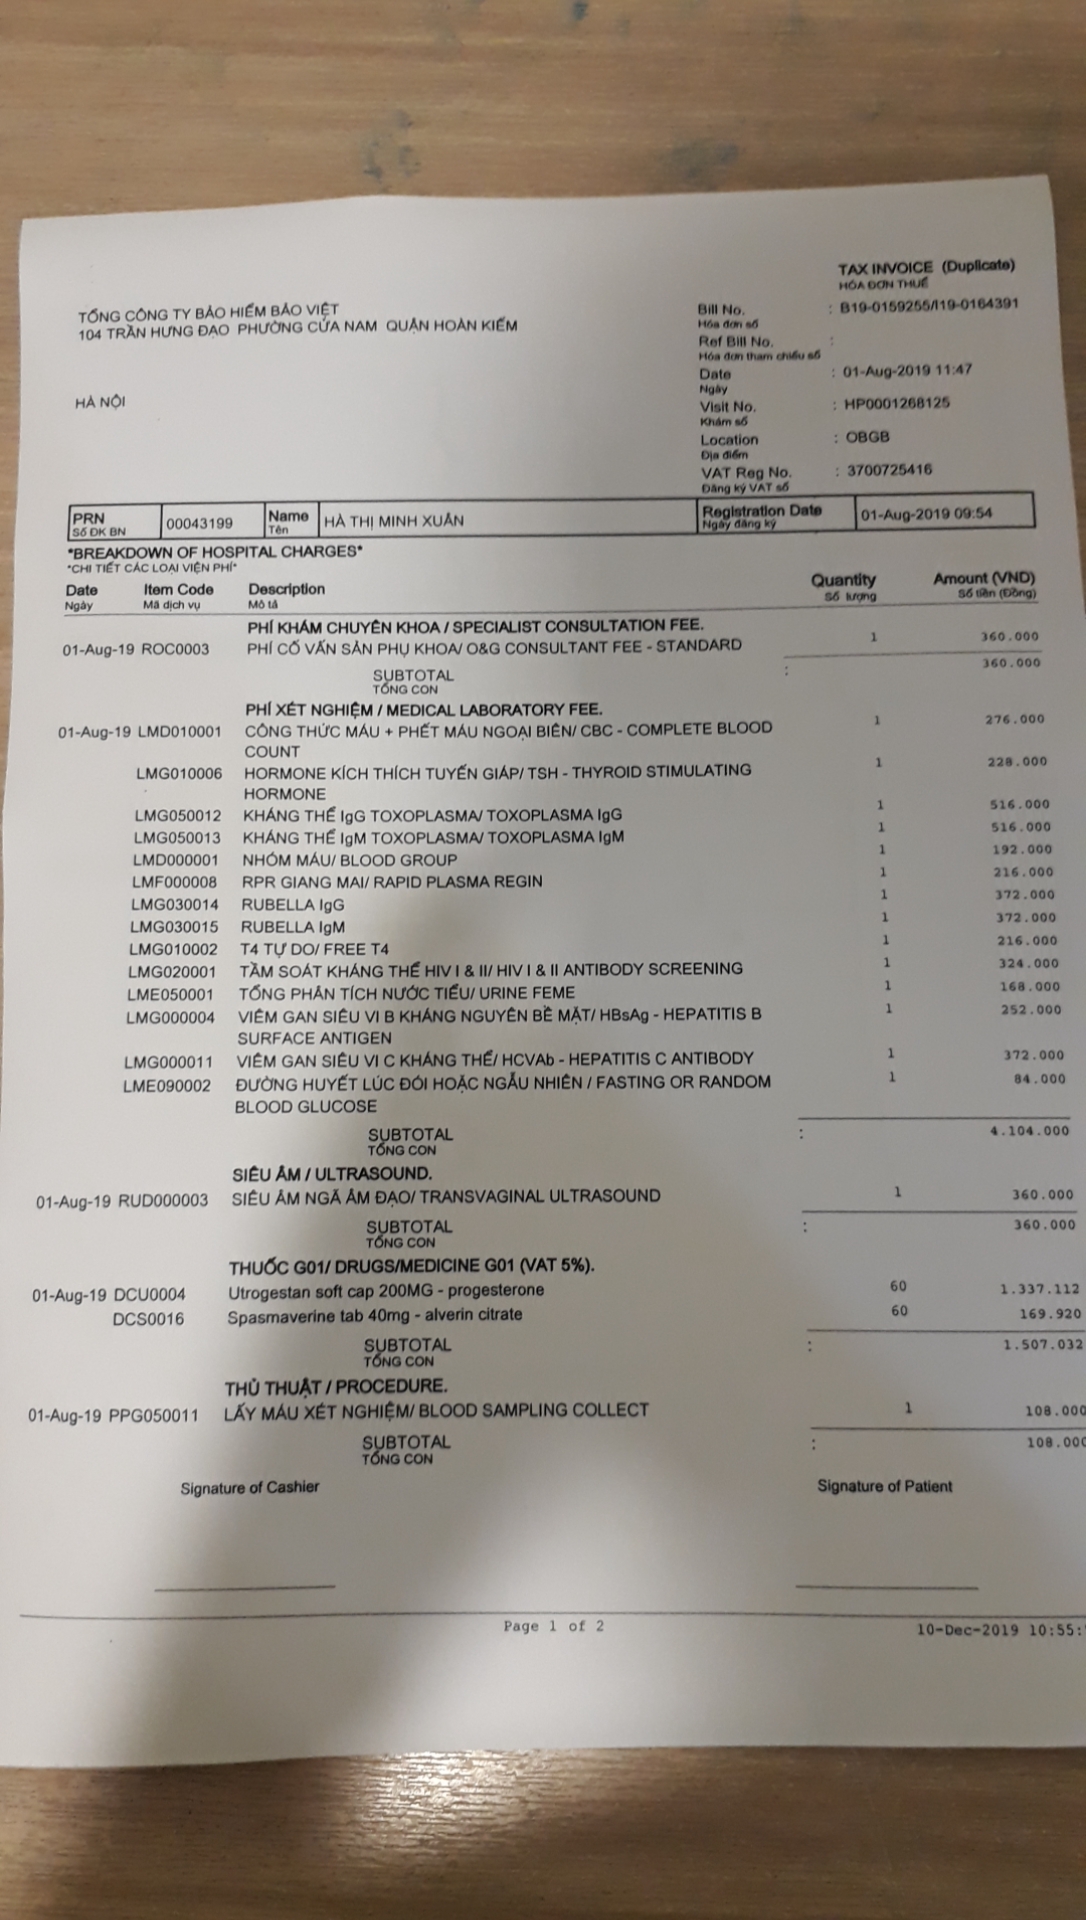 TAX INVOICE (Duplicate)
HÓA ĐƠN THUẾ
TỔNG CÔNG TY BẢO HIỂM BẢO VIỆT
104 TRẦN HƯNG ĐẠO PHƯỜNG CỬA NAM QUẬN HOÀN KIẾM
HÀ NỘI
Bill No. : B19-0159255/I19-0164391
Hóa đơn số
Ref Bill No. :
Hóa đơn tham chiếu số
Date : 01-Aug-2019 11:47
Ngày
Visit No. : HP0001268125
Khám số
Location : OBGB
Địa điểm
VAT Reg No. : 3700725416
Đăng ký VAT số
PRN 00043199 Name HÀ THỊ MINH XUÂN Registration Date 01-Aug-2019 09:54
Số ĐK BN Tên Ngày đăng ký
*BREAKDOWN OF HOSPITAL CHARGES*
*CHI TIẾT CÁC LOẠI VIỆN PHÍ*
Date Item Code Description Quantity Amount (VND)
Ngày Mã dịch vụ Mô tả Số lượng Số tiền (Đồng)
PHÍ KHÁM CHUYÊN KHOA / SPECIALIST CONSULTATION FEE.
01-Aug-19 ROC0003 PHÍ CỐ VẤN SẢN PHỤ KHOA/ O&G CONSULTANT FEE - STANDARD 1 360.000
SUBTOTAL : 360.000
TỔNG CON
PHÍ XÉT NGHIỆM / MEDICAL LABORATORY FEE.
01-Aug-19 LMD010001 CÔNG THỨC MÁU + PHẾT MÁU NGOẠI BIÊN/ CBC - COMPLETE BLOOD 1 276.000
COUNT
LMG010006 HORMONE KÍCH THÍCH TUYẾN GIÁP/ TSH - THYROID STIMULATING 1 228.000
HORMONE
LMG050012 KHÁNG THỂ IgG TOXOPLASMA/ TOXOPLASMA IgG 1 516.000
LMG050013 KHÁNG THỂ IgM TOXOPLASMA/ TOXOPLASMA IgM 1 516.000
LMD000001 NHÓM MÁU/ BLOOD GROUP 1 192.000
LMF000008 RPR GIANG MAI/ RAPID PLASMA REGIN 1 216.000
LMG030014 RUBELLA IgG 1 372.000
LMG030015 RUBELLA IgM 1 372.000
LMG010002 T4 TỰ DO/ FREE T4 1 216.000
LMG020001 TẦM SOÁT KHÁNG THỂ HIV I & II/ HIV I & II ANTIBODY SCREENING 1 324.000
LME050001 TỔNG PHÂN TÍCH NƯỚC TIỂU/ URINE FEME 1 168.000
LMG000004 VIÊM GAN SIÊU VI B KHÁNG NGUYÊN BỀ MẶT/ HBsAg - HEPATITIS B 1 252.000
SURFACE ANTIGEN
LMG000011 VIÊM GAN SIÊU VI C KHÁNG THỂ/ HCVAb - HEPATITIS C ANTIBODY 1 372.000
LME090002 ĐƯỜNG HUYẾT LÚC ĐÓI HOẶC NGẪU NHIÊN / FASTING OR RANDOM 1 84.000
BLOOD GLUCOSE
SUBTOTAL : 4.104.000
TỔNG CON
SIÊU ÂM / ULTRASOUND.
01-Aug-19 RUD000003 SIÊU ÂM NGÃ ÂM ĐẠO/ TRANSVAGINAL ULTRASOUND 1 360.000
SUBTOTAL : 360.000
TỔNG CON
THUỐC G01/ DRUGS/MEDICINE G01 (VAT 5%).
01-Aug-19 DCU0004 Utrogestan soft cap 200MG - progesterone 60 1.337.112
DCS0016 Spasmaverine tab 40mg - alverin citrate 60 169.920
SUBTOTAL : 1.507.032
TỔNG CON
THỦ THUẬT / PROCEDURE.
01-Aug-19 PPG050011 LẤY MÁU XÉT NGHIỆM/ BLOOD SAMPLING COLLECT 1 108.000
SUBTOTAL : 108.000
TỔNG CON
Signature of Cashier Signature of Patient
Page 1 of 2 10-Dec-2019 10:55: